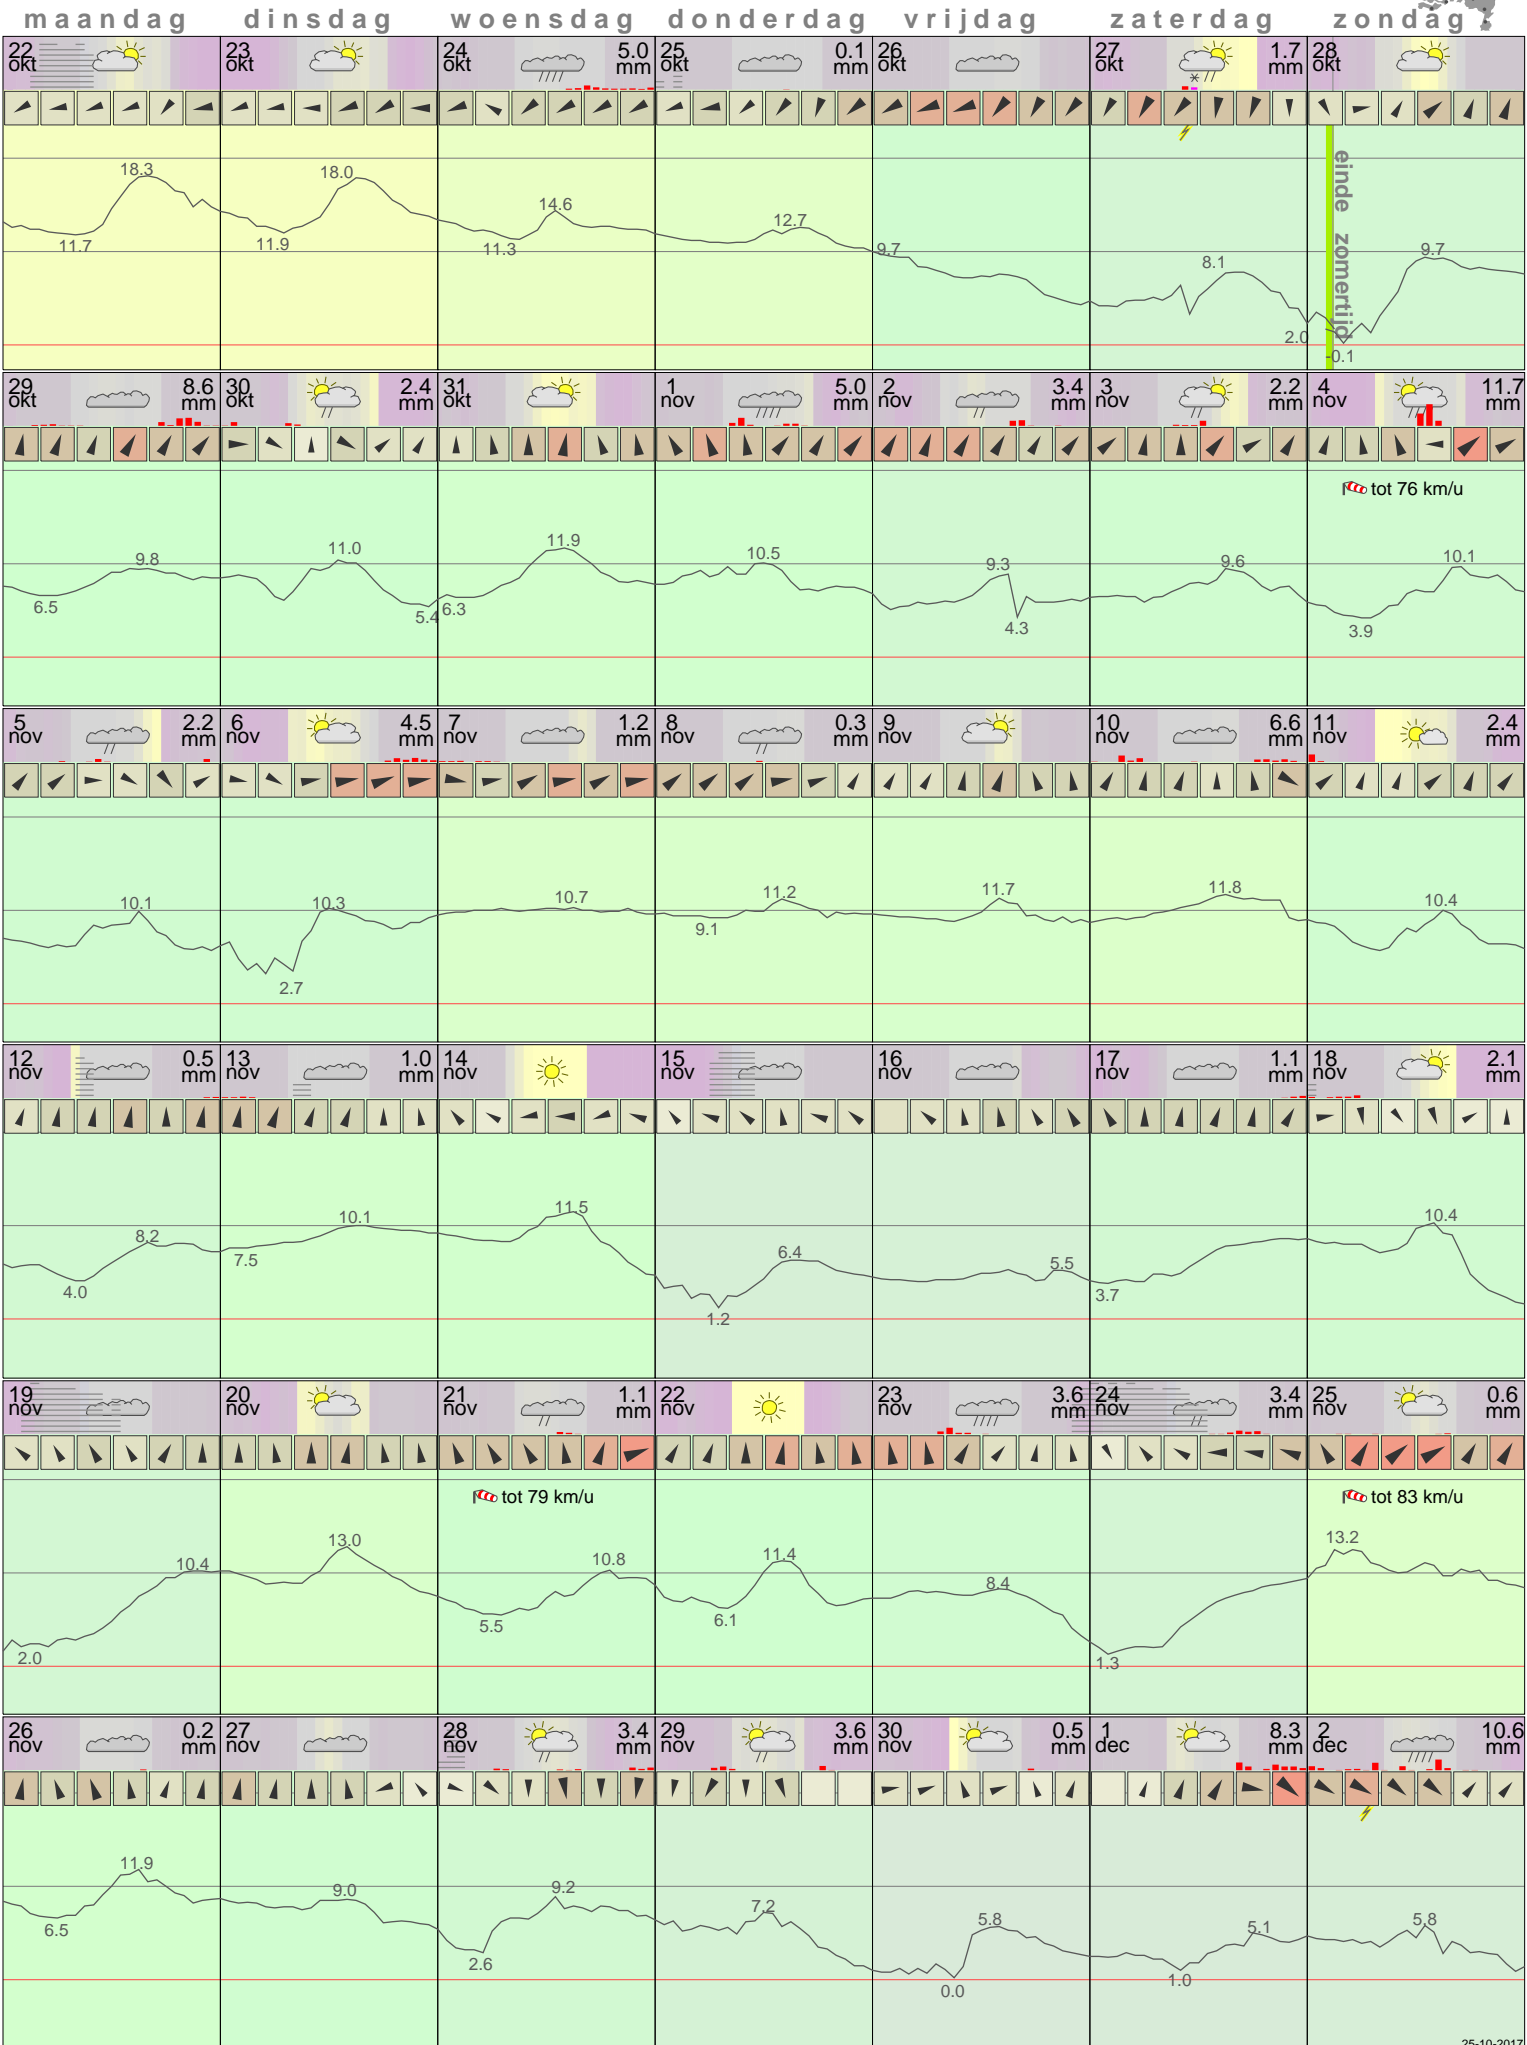 maandag dinsdag woensdag donderdag vrijdag zaterdag zondag
22 23 24 5.0 25 0.1 26 27 1.7 28
okt okt okt mm okt mm okt okt mm okt
18.3 11.7 18.0 11.9 14.6 11.3 12.7 9.7 8.1 2.0 -0.1 9.7
einde zomertijd
29 8.6 30 2.4 31 1 5.0 2 3.4 3 2.2 4 11.7
okt mm okt mm okt nov mm nov mm nov mm nov mm
tot 76 km/u
6.5 9.8 11.0 5.4 6.3 11.9 10.5 9.3 4.3 9.6 3.9 10.1
5 2.2 6 4.5 7 1.2 8 0.3 9 10 6.6 11 2.4
nov mm nov mm nov mm nov mm nov nov mm nov mm
10.1 2.7 10.3 10.7 9.1 11.2 11.7 11.8 10.4
12 0.5 13 1.0 14 15 16 17 1.1 18 2.1
nov mm nov mm nov nov nov nov mm nov mm
4.0 8.2 7.5 10.1 11.5 1.2 6.4 5.5 3.7 10.4
19 20 21 1.1 22 23 3.6 24 3.4 25 0.6
nov nov nov mm nov nov mm nov mm nov mm
tot 79 km/u tot 83 km/u
2.0 10.4 13.0 5.5 10.8 6.1 11.4 8.4 1.3 13.2
26 0.2 27 28 3.4 29 3.6 30 0.5 1 8.3 2 10.6
nov mm nov nov mm nov mm nov mm dec mm dec mm
6.5 11.9 9.0 2.6 9.2 7.2 0.0 5.8 1.0 5.1 5.8
25-10-2017